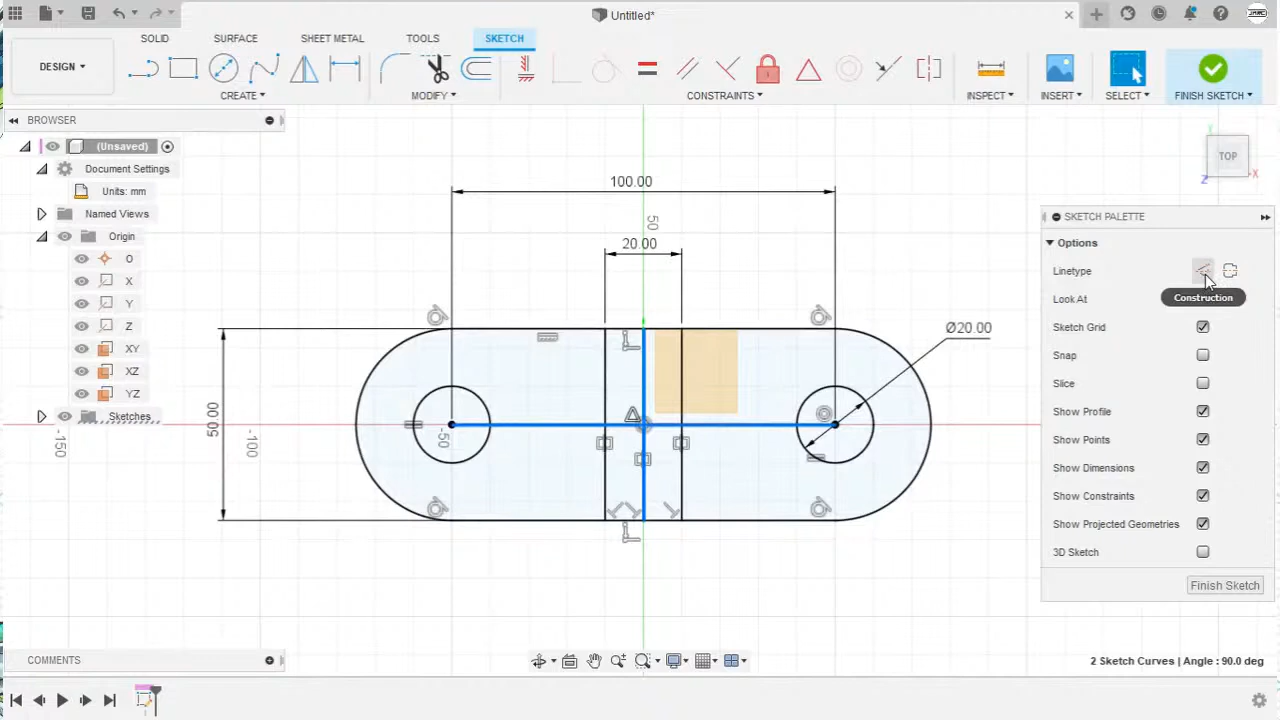 Untitled*
SOLID SURFACE SHEET METAL TOOLS SKETCH
DESIGN
CREATE MODIFY CONSTRAINTS INSPECT INSERT SELECT FINISH SKETCH
BROWSER
(Unsaved)
Document Settings
Units: mm
Named Views
Origin
O
X
Y
Z
XY
XZ
YZ
Sketches
100.00
50
20.00
Ø20.00
50.00
-150
-100
-50
TOP
Y
X
Z
SKETCH PALETTE
Options
Linetype
Construction
Look At
Sketch Grid
Snap
Slice
Show Profile
Show Points
Show Dimensions
Show Constraints
Show Projected Geometries
3D Sketch
Finish Sketch
COMMENTS
2 Sketch Curves | Angle : 90.0 deg